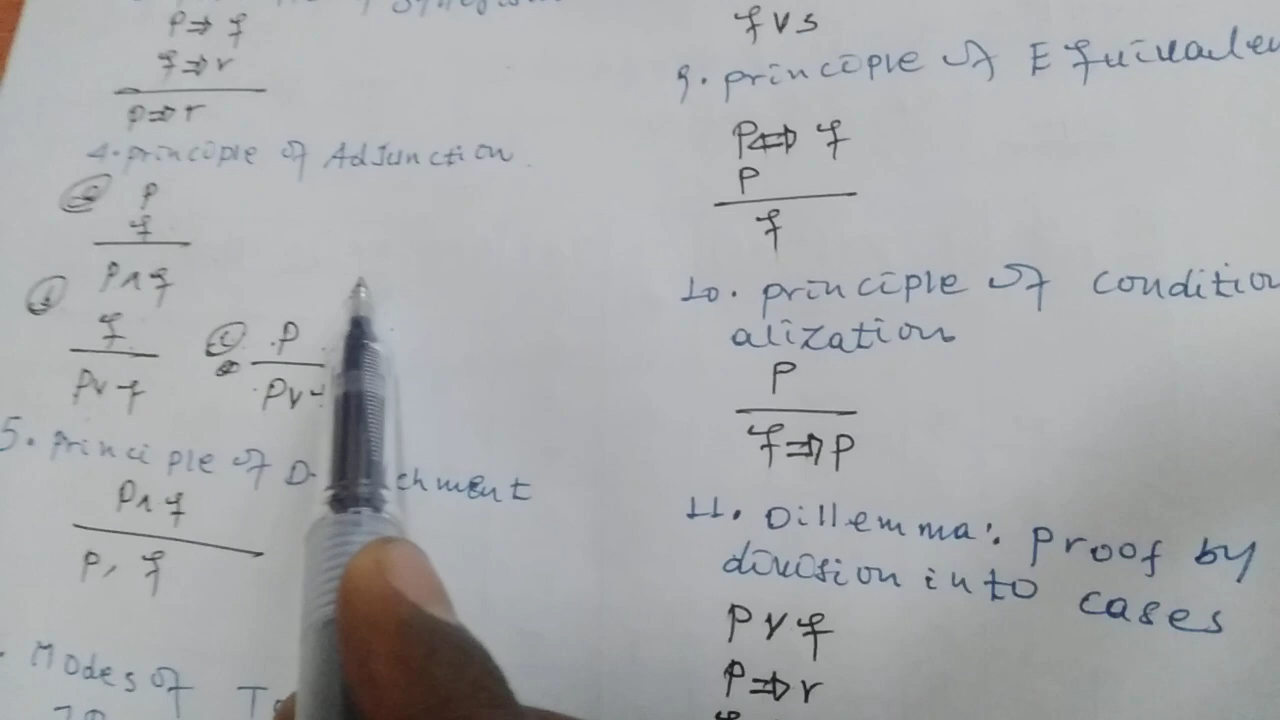 P⇒q
q⇒r
p⇒r
4. principle of Adjunction.
P
q
P∧q
q
P∨q
c
P
P∨
5. principle of
chment
P∧q
P, q
Modes of
q∨s
9. principle of
P⇔q
P
q
10. principle of condition
alization
P
q⇒P
11. Dillemma: proof by
division into cases
P∨q
P⇒r